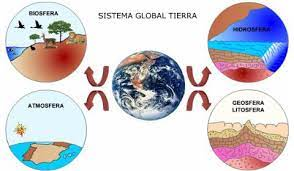 SISTEMA GLOBAL TIERRA
BIOSFERA
HIDROSFERA
ATMOSFERA
GEOSFERA
LITOSFERA